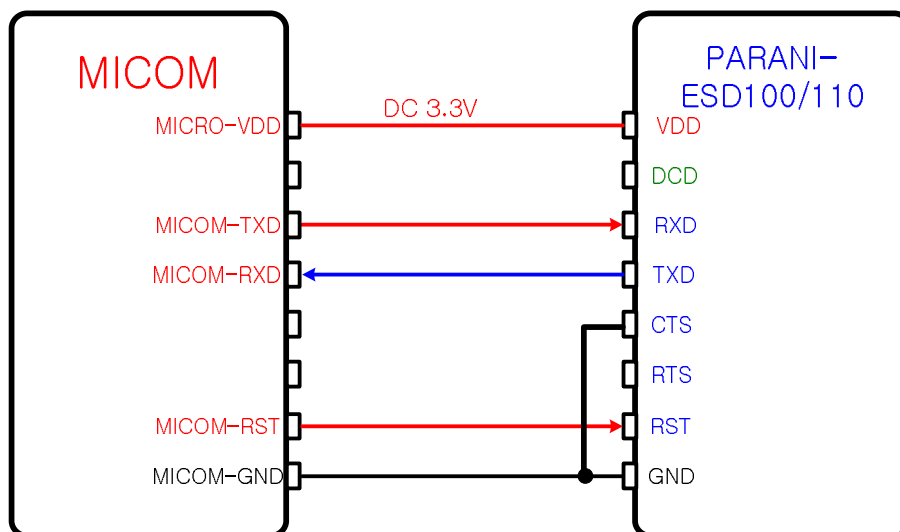 MICOM
PARANI-
ESD100/110
DC 3.3V
MICRO-VDD
VDD
DCD
MICOM-TXD
RXD
MICOM-RXD
TXD
CTS
RTS
MICOM-RST
RST
MICOM-GND
GND